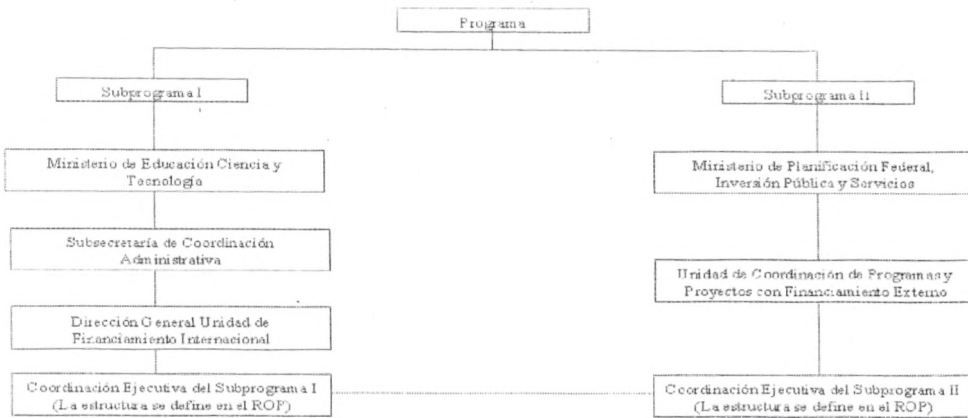 Programa
Subprograma I
Subprograma II
Ministerio de Educación Ciencia y
Tecnología
Ministerio de Planificación Federal,
Inversión Pública y Servicios
Subsecretaría de Coordinación
Administrativa
Unidad de Coordinación de Programas y
Proyectos con Financiamiento Externo
Dirección General Unidad de
Financiamiento Internacional
Coordinación Ejecutiva del Subprograma I
(La estructura se define en el ROP)
Coordinación Ejecutiva del Subprograma II
(La estructura se define en el ROP)